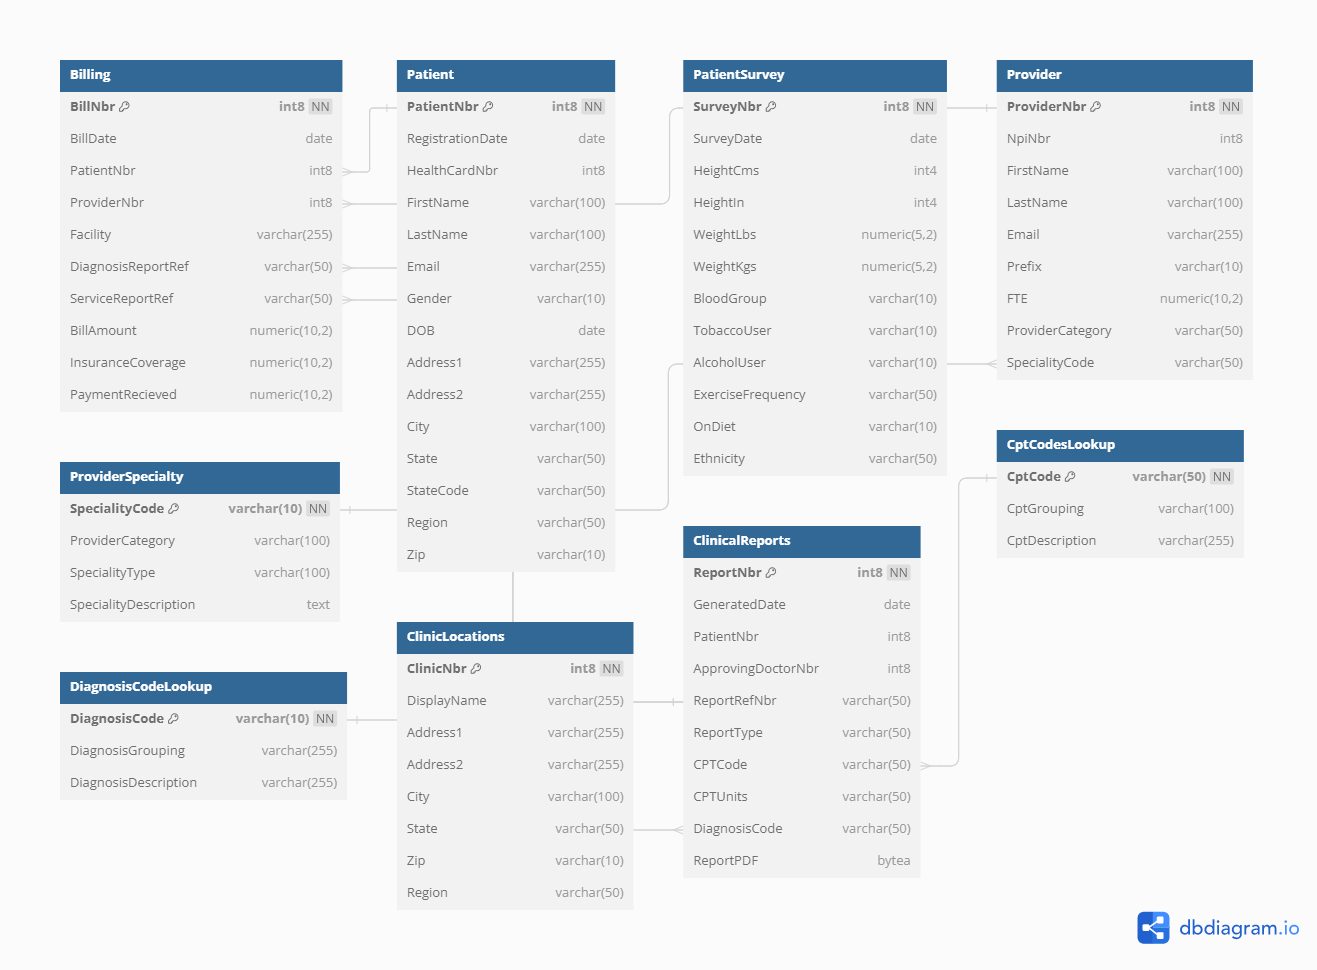 Billing
BillNbr int8 NN
BillDate date
PatientNbr int8
ProviderNbr int8
Facility varchar(255)
DiagnosisReportRef varchar(50)
ServiceReportRef varchar(50)
BillAmount numeric(10,2)
InsuranceCoverage numeric(10,2)
PaymentRecieved numeric(10,2)
Patient
PatientNbr int8 NN
RegistrationDate date
HealthCardNbr int8
FirstName varchar(100)
LastName varchar(100)
Email varchar(255)
Gender varchar(10)
DOB date
Address1 varchar(255)
Address2 varchar(255)
City varchar(100)
State varchar(50)
StateCode varchar(50)
Region varchar(50)
Zip varchar(10)
PatientSurvey
SurveyNbr int8 NN
SurveyDate date
HeightCms int4
HeightIn int4
WeightLbs numeric(5,2)
WeightKgs numeric(5,2)
BloodGroup varchar(10)
TobaccoUser varchar(10)
AlcoholUser varchar(10)
ExerciseFrequency varchar(50)
OnDiet varchar(10)
Ethnicity varchar(50)
Provider
ProviderNbr int8 NN
NpiNbr int8
FirstName varchar(100)
LastName varchar(100)
Email varchar(255)
Prefix varchar(10)
FTE numeric(10,2)
ProviderCategory varchar(50)
SpecialityCode varchar(50)
ProviderSpecialty
SpecialityCode varchar(10) NN
ProviderCategory varchar(100)
SpecialityType varchar(100)
SpecialityDescription text
CptCodesLookup
CptCode varchar(50) NN
CptGrouping varchar(100)
CptDescription varchar(255)
ClinicalReports
ReportNbr int8 NN
GeneratedDate date
PatientNbr int8
ApprovingDoctorNbr int8
ReportRefNbr varchar(50)
ReportType varchar(50)
CPTCode varchar(50)
CPTUnits varchar(50)
DiagnosisCode varchar(50)
ReportPDF bytea
ClinicLocations
ClinicNbr int8 NN
DisplayName varchar(255)
Address1 varchar(255)
Address2 varchar(255)
City varchar(100)
State varchar(50)
Zip varchar(10)
Region varchar(50)
DiagnosisCodeLookup
DiagnosisCode varchar(10) NN
DiagnosisGrouping varchar(255)
DiagnosisDescription varchar(255)
dbdiagram.io